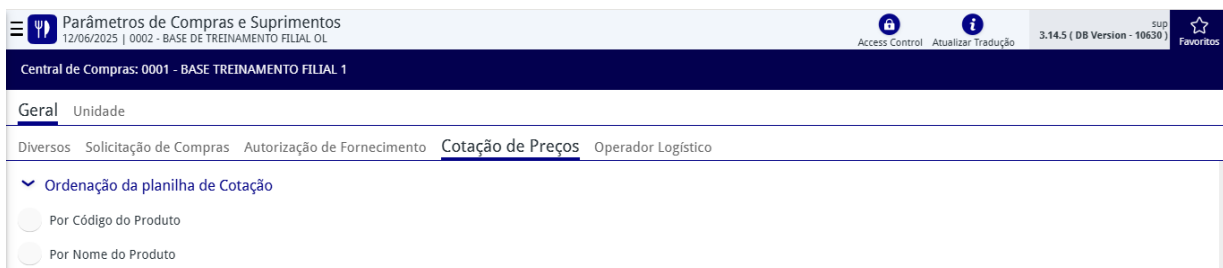 Parâmetros de Compras e Suprimentos
12/06/2025 | 0002 - BASE DE TREINAMENTO FILIAL OL
Access Control
Atualizar Tradução
sup
3.14.5 ( DB Version - 10630 )
Favoritos
Central de Compras: 0001 - BASE TREINAMENTO FILIAL 1
Geral Unidade
Diversos Solicitação de Compras Autorização de Fornecimento Cotação de Preços Operador Logístico
Ordenação da planilha de Cotação
Por Código do Produto
Por Nome do Produto